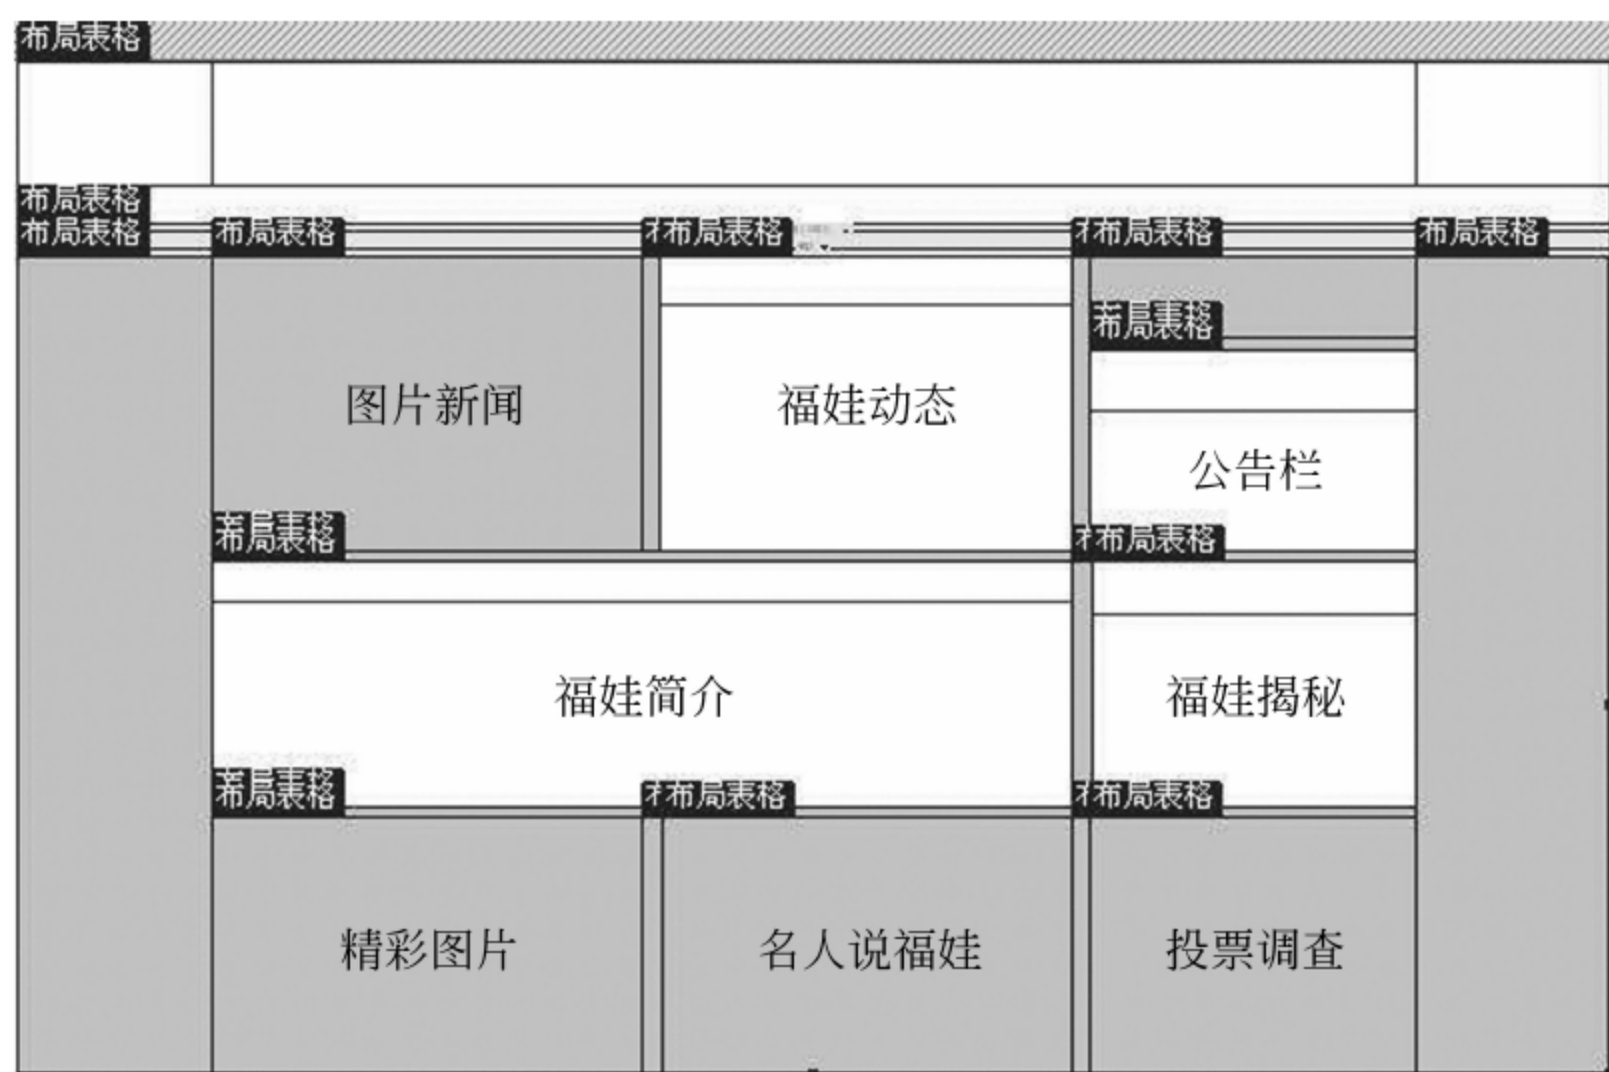 布局表格
布局表格
布局表格 布局表格 布局表格 布局表格 布局表格
布局表格
图片新闻 福娃动态
公告栏
布局表格 布局表格
福娃简介 福娃揭秘
布局表格 布局表格 布局表格
精彩图片 名人说福娃 投票调查